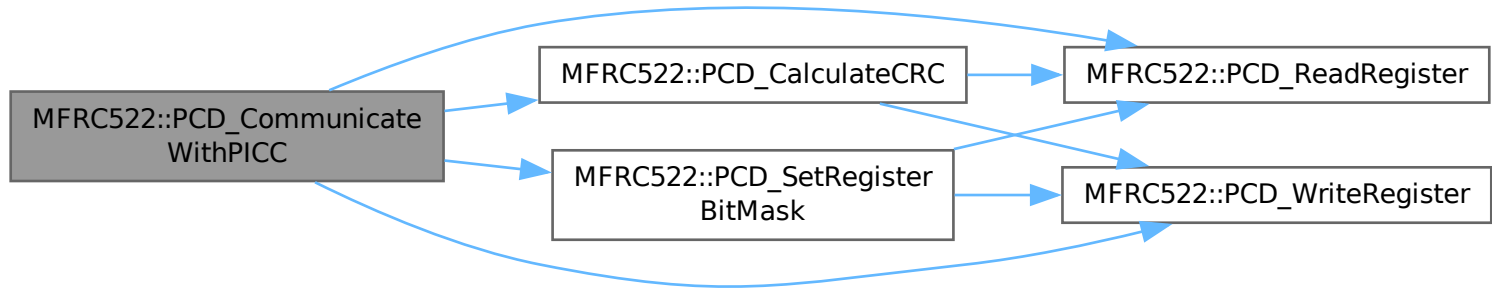 MFRC522::PCD_Communicate
WithPICC
MFRC522::PCD_CalculateCRC
MFRC522::PCD_SetRegister
BitMask
MFRC522::PCD_ReadRegister
MFRC522::PCD_WriteRegister